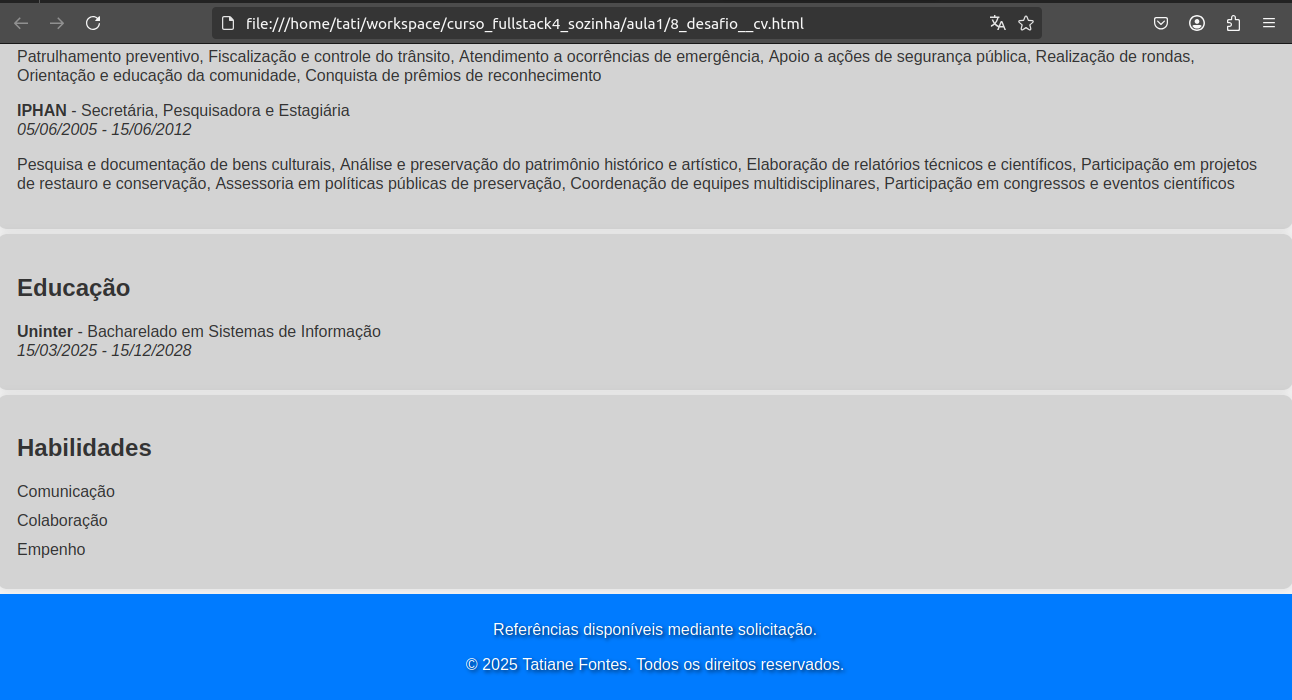 file:///home/tati/workspace/curso_fullstack4_sozinha/aula1/8_desafio__cv.html
Patrulhamento preventivo, Fiscalização e controle do trânsito, Atendimento a ocorrências de emergência, Apoio a ações de segurança pública, Realização de rondas,
Orientação e educação da comunidade, Conquista de prêmios de reconhecimento
IPHAN - Secretária, Pesquisadora e Estagiária
05/06/2005 - 15/06/2012
Pesquisa e documentação de bens culturais, Análise e preservação do patrimônio histórico e artístico, Elaboração de relatórios técnicos e científicos, Participação em projetos
de restauro e conservação, Assessoria em políticas públicas de preservação, Coordenação de equipes multidisciplinares, Participação em congressos e eventos científicos
Educação
Uninter - Bacharelado em Sistemas de Informação
15/03/2025 - 15/12/2028
Habilidades
Comunicação
Colaboração
Empenho
Referências disponíveis mediante solicitação.
© 2025 Tatiane Fontes. Todos os direitos reservados.